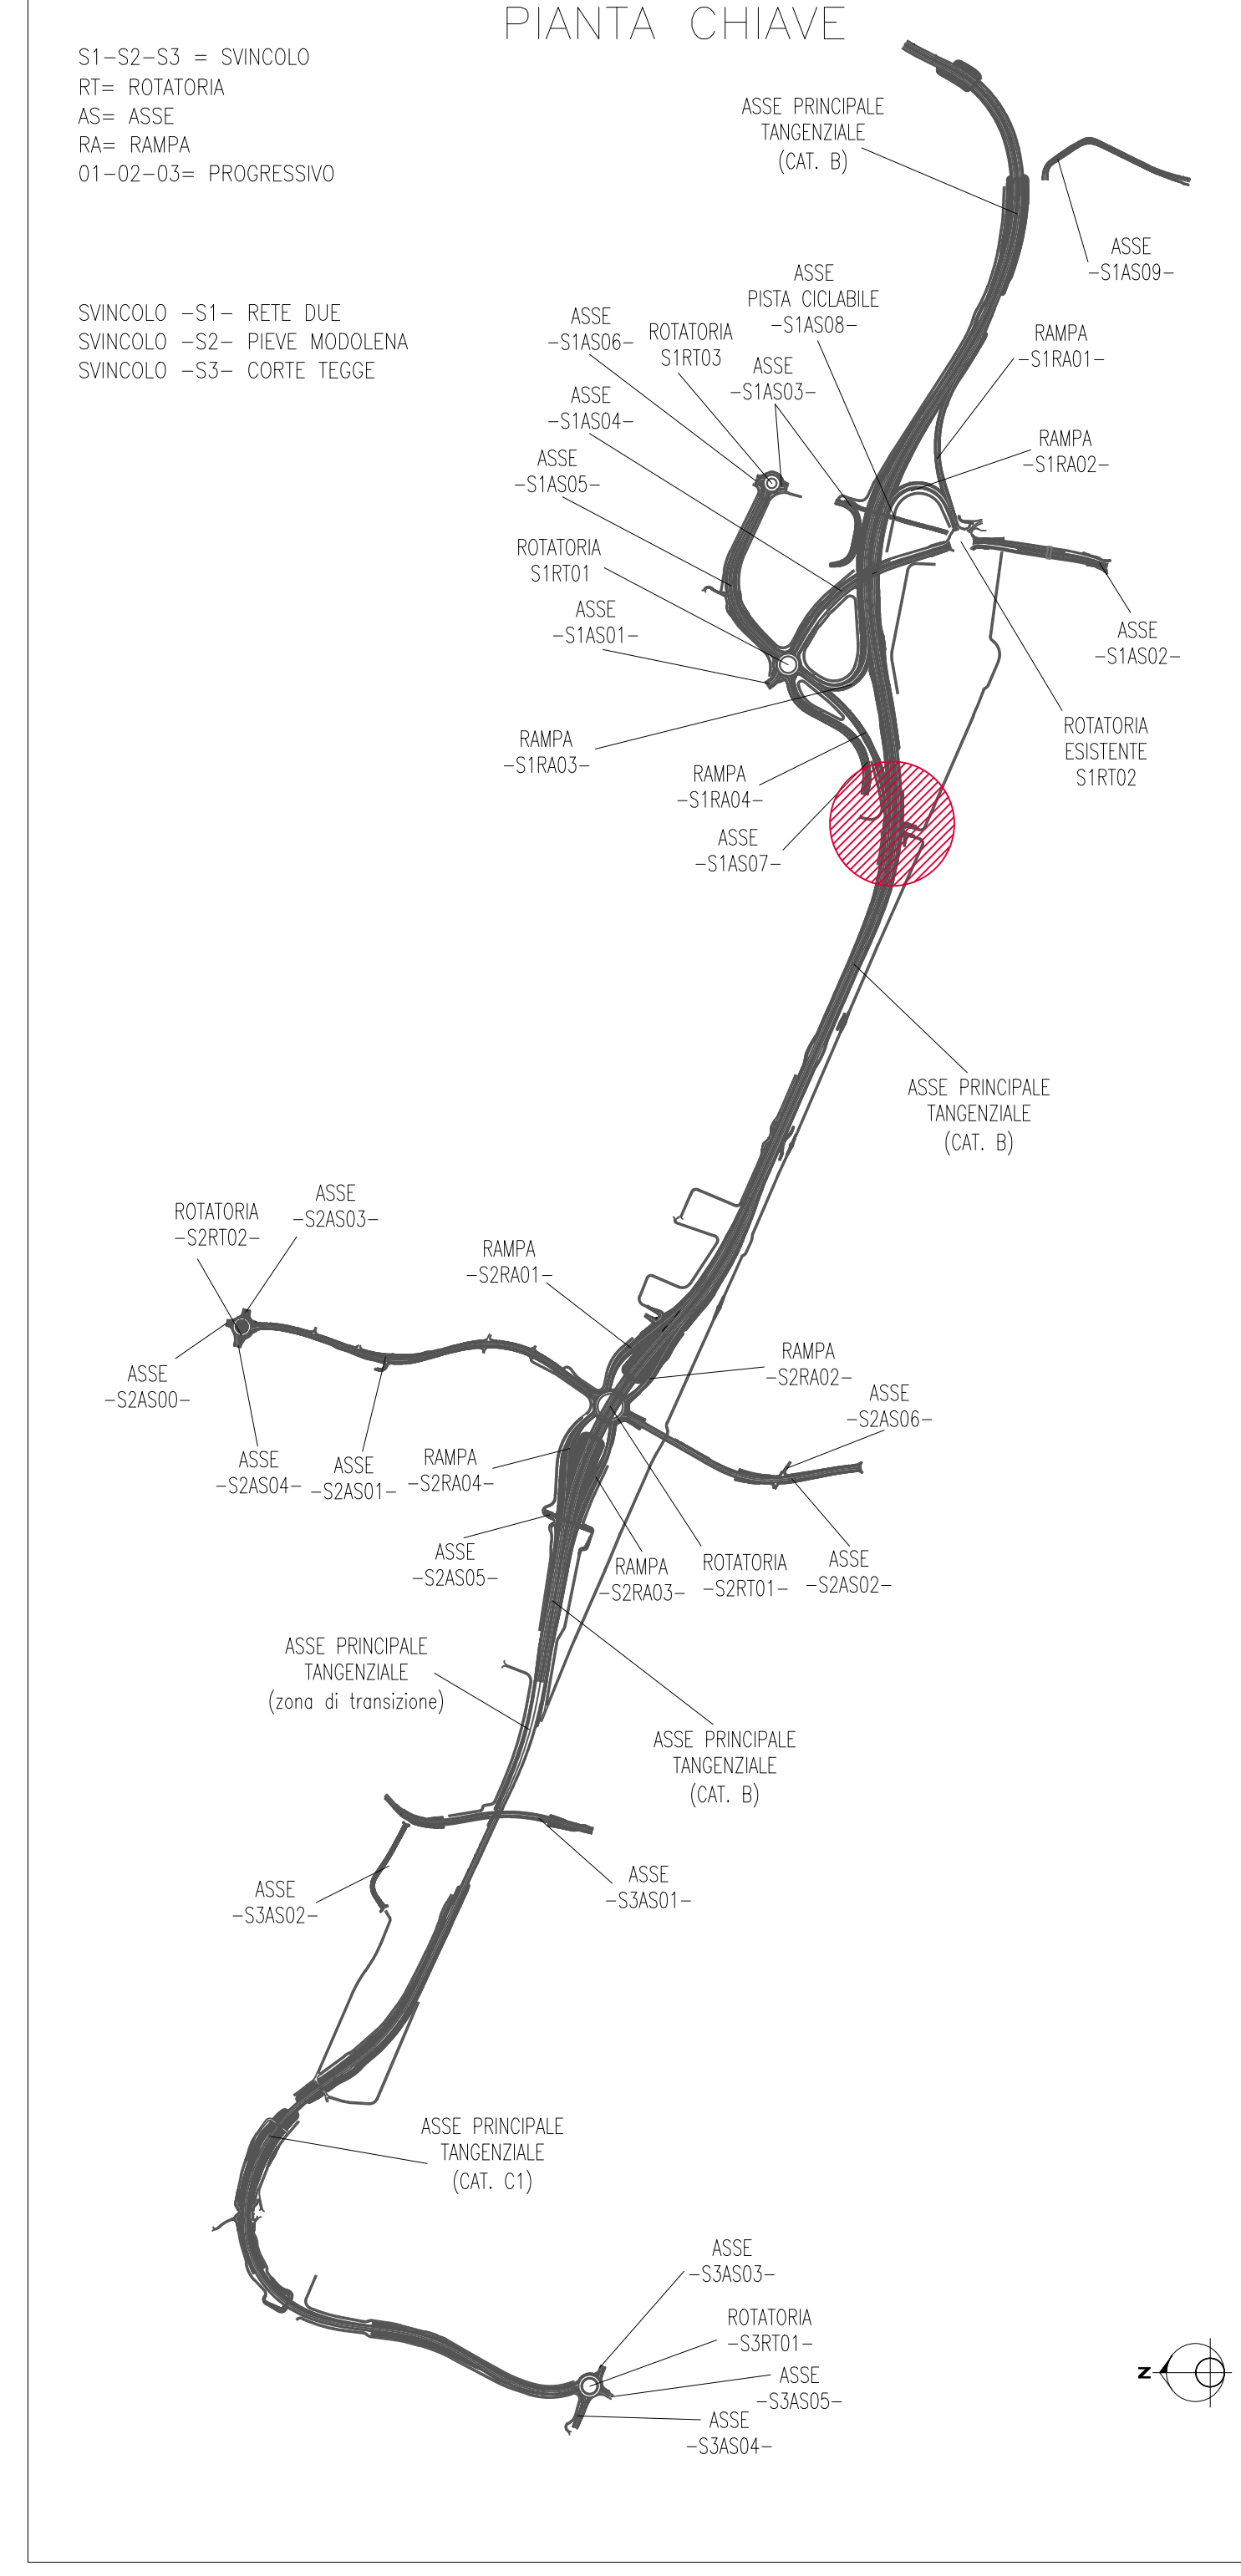 PIANTA CHIAVE
S1-S2-S3 = SVINCOLO
RT= ROTATORIA
AS= ASSE
RA= RAMPA
01-02-03= PROGRESSIVO
SVINCOLO -S1- RETE DUE
SVINCOLO -S2- PIEVE MODOLENA
SVINCOLO -S3- CORTE TEGGE
ASSE PRINCIPALE
TANGENZIALE
(CAT. B)
ASSE
-S1AS09-
ASSE
PISTA CICLABILE
-S1AS08-
ASSE
-S1AS06-
ROTATORIA
S1RT03
ASSE
-S1AS03-
RAMPA
-S1RA01-
ASSE
-S1AS04-
RAMPA
-S1RA02-
ASSE
-S1AS05-
ROTATORIA
S1RT01
ASSE
-S1AS01-
ASSE
-S1AS02-
RAMPA
-S1RA03-
ROTATORIA
ESISTENTE
S1RT02
RAMPA
-S1RA04-
ASSE
-S1AS07-
ASSE PRINCIPALE
TANGENZIALE
(CAT. B)
ROTATORIA
-S2RT02-
ASSE
-S2AS03-
RAMPA
-S2RA01-
RAMPA
-S2RA02-
ASSE
-S2AS00-
ASSE
-S2AS06-
ASSE
-S2AS04-
ASSE
-S2AS01-
RAMPA
-S2RA04-
ASSE
-S2AS05-
RAMPA
-S2RA03-
ROTATORIA
-S2RT01-
ASSE
-S2AS02-
ASSE PRINCIPALE
TANGENZIALE
(zona di transizione)
ASSE PRINCIPALE
TANGENZIALE
(CAT. B)
ASSE
-S3AS01-
ASSE
-S3AS02-
ASSE PRINCIPALE
TANGENZIALE
(CAT. C1)
ASSE
-S3AS03-
ROTATORIA
-S3RT01-
ASSE
-S3AS05-
ASSE
-S3AS04-
N